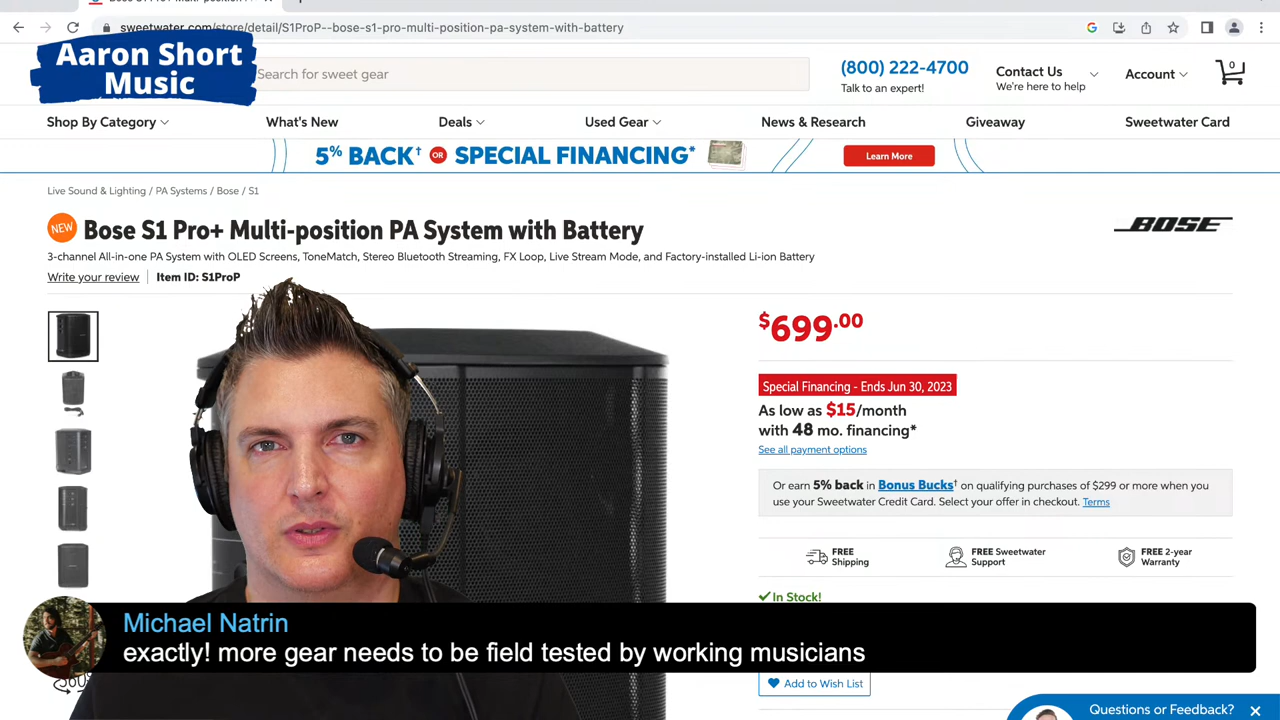 Bose S1 Pro+ Multi-position PA
sweetwater.com/store/detail/S1ProP--bose-s1-pro-multi-position-pa-system-with-battery
Aaron Short
Music
Search for sweet gear
(800) 222-4700
Talk to an expert!
Contact Us
We're here to help
Account
0
Shop By Category
What's New
Deals
Used Gear
News & Research
Giveaway
Sweetwater Card
5% BACK† OR SPECIAL FINANCING*
Learn More
Live Sound & Lighting / PA Systems / Bose / S1
NEW
Bose S1 Pro+ Multi-position PA System with Battery
BOSE
3-channel All-in-one PA System with OLED Screens, ToneMatch, Stereo Bluetooth Streaming, FX Loop, Live Stream Mode, and Factory-installed Li-ion Battery
Write your review
Item ID: S1ProP
$699.00
Special Financing - Ends Jun 30, 2023
As low as $15/month
with 48 mo. financing*
See all payment options
Or earn 5% back in Bonus Bucks† on qualifying purchases of $299 or more when you
use your Sweetwater Credit Card. Select your offer in checkout. Terms
FREE
Shipping
FREE Sweetwater
Support
FREE 2-year
Warranty
In Stock!
Michael Natrin
exactly! more gear needs to be field tested by working musicians
360°
Add to Wish List
Questions or Feedback?